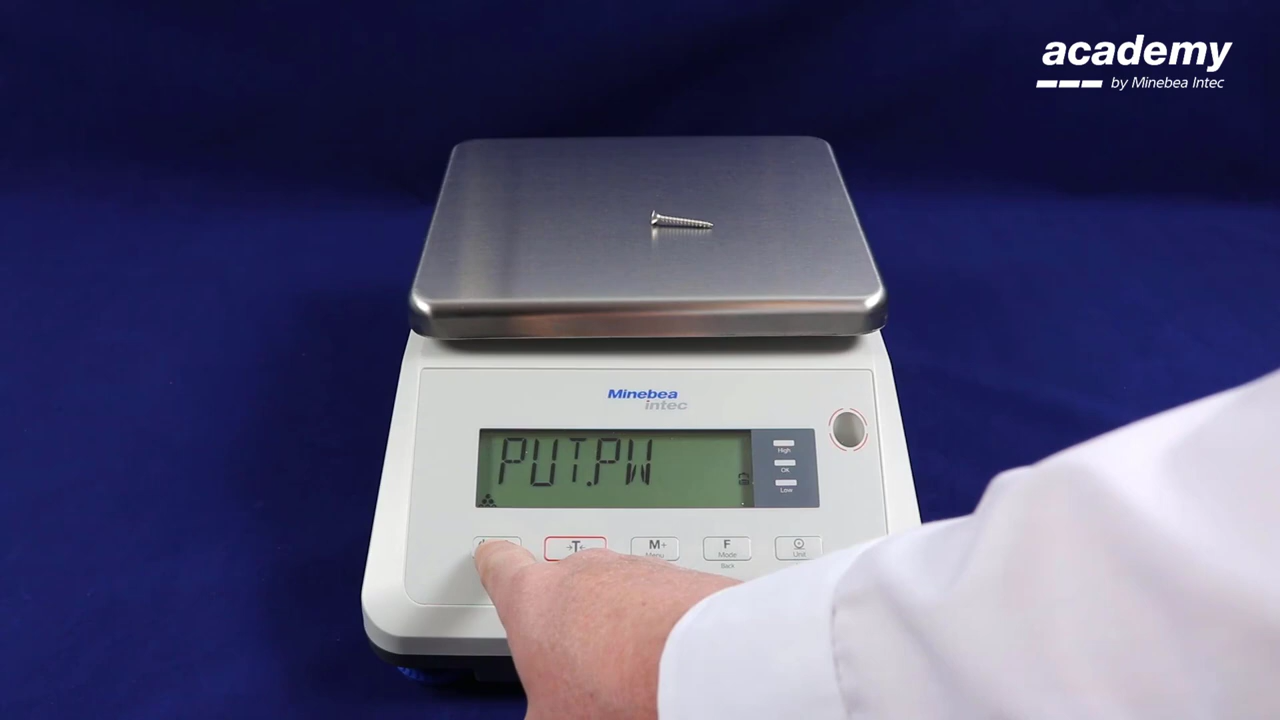 academy
by Minebea Intec
Minebea
intec
PUT.PW
High
OK
Low
T
M+
Menu
F
Mode
Back
Unit